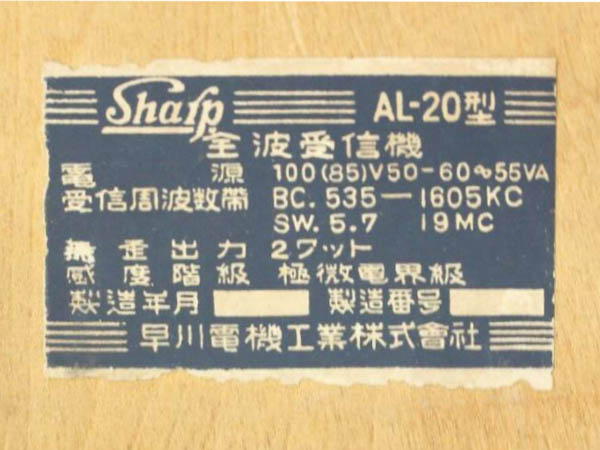 Sharp AL-20型
全波受信機
電源 100(85)V50-60∿55VA
受信周波数帶 BC. 535—1605KC
SW. 5.7 19MC
無歪出力 2ワット
感度階級 極微電界級
製造年月 製造番号
早川電機工業株式會社